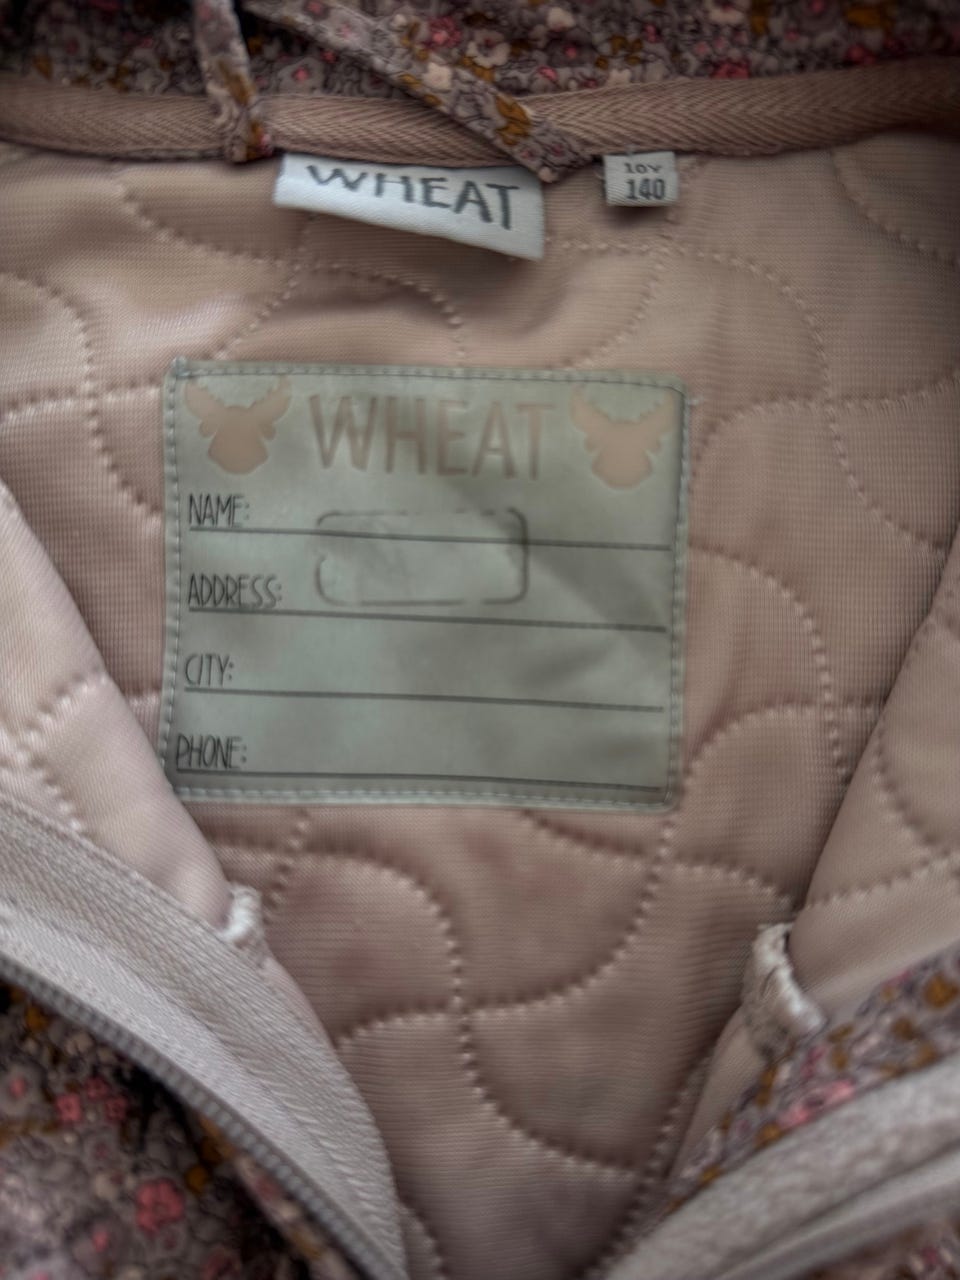 WHEAT
10Y
140
WHEAT
NAME:
ADDRESS:
CITY:
PHONE: